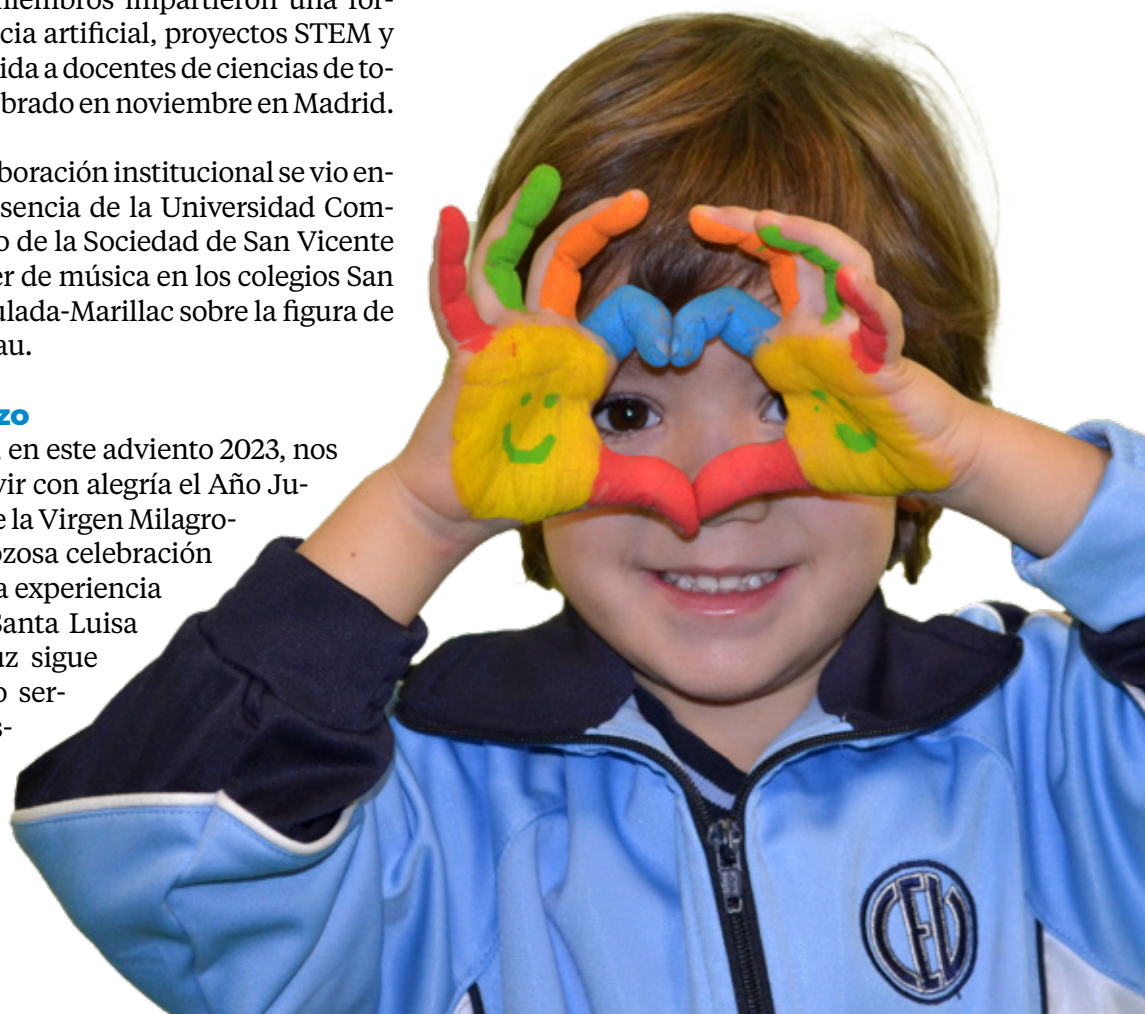 miembros impartieron una for-
cia artificial, proyectos STEM y
ida a docentes de ciencias de to-
brado en noviembre en Madrid.
boración institucional se vio en-
sencia de la Universidad Com-
o de la Sociedad de San Vicente
er de música en los colegios San
ulada-Marillac sobre la figura de
au.
zo
en este adviento 2023, nos
vir con alegría el Año Ju-
e la Virgen Milagro-
ozosa celebración
a experiencia
Santa Luisa
uz sigue
o ser-
s-
CEU